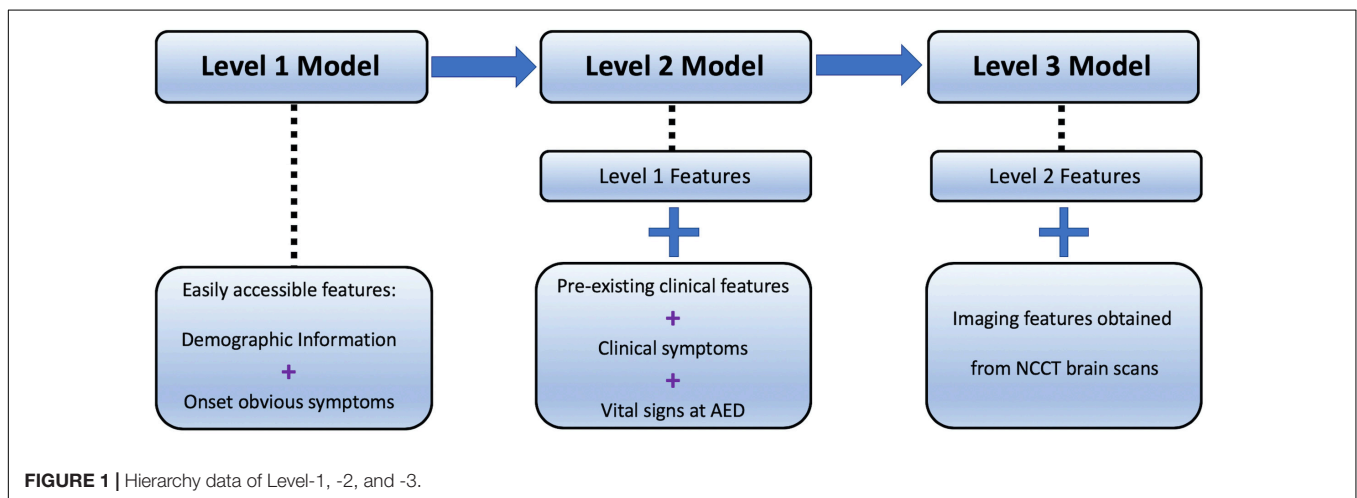 Level 1 Model
Level 2 Model
Level 3 Model
Level 1 Features
Level 2 Features
Easily accessible features:
Demographic Information
+
Onset obvious symptoms
Pre-existing clinical features
+
Clinical symptoms
+
Vital signs at AED
Imaging features obtained
from NCCT brain scans
FIGURE 1 | Hierarchy data of Level-1, -2, and -3.